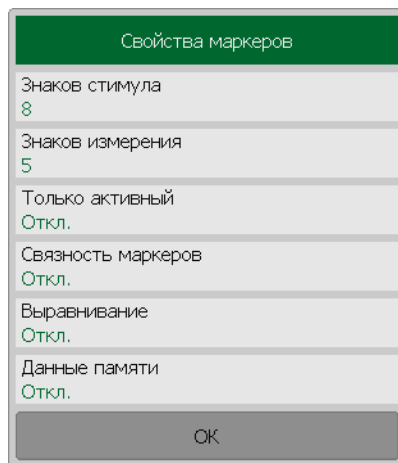 Свойства маркеров
Знаков стимула
8
Знаков измерения
5
Только активный
Откл.
Связность маркеров
Откл.
Выравнивание
Откл.
Данные памяти
Откл.
ОК